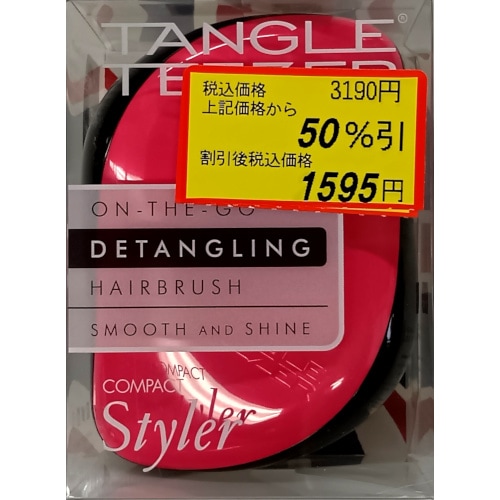 TANGLE®
TEEZER
税込価格 3190円
上記価格から
50%引
割引後税込価格
1595円
ON-THE-GO
DETANGLING
HAIRBRUSH
SMOOTH AND SHINE
COMPACT
Styler